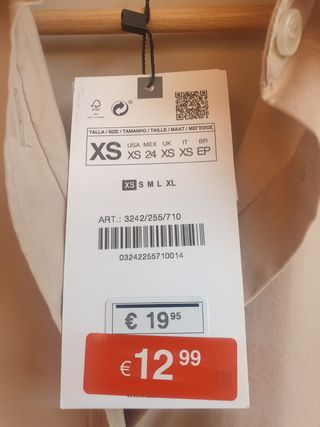 TALLA / SIZE / TAMANHO / TAILLE / MAAT / ΜΕΓΕΘΟΣ
XS
USA MEX UK IT BR
XS 24 XS XS EP
XS S M L XL
ART.: 3242/255/710
03242255710014
€ 19.95
€ 12.99